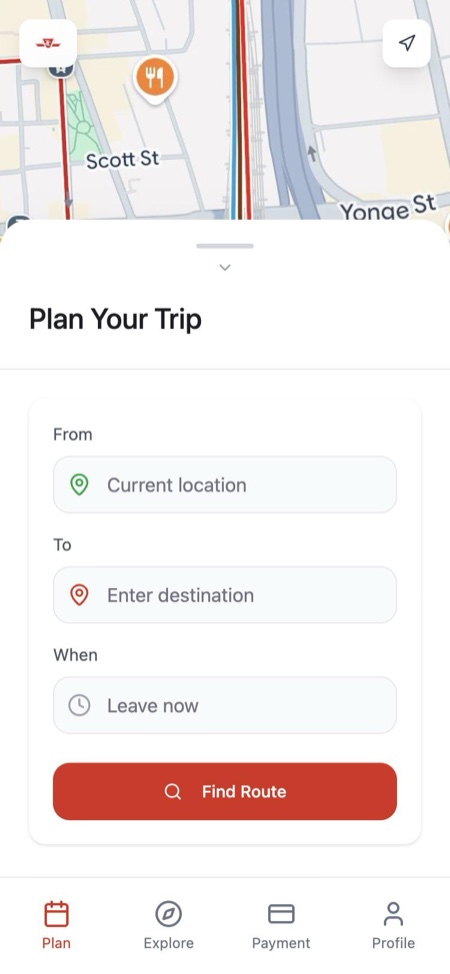 Scott St
Yonge St
Plan Your Trip
From
Current location
To
Enter destination
When
Leave now
Find Route
Plan
Explore
Payment
Profile